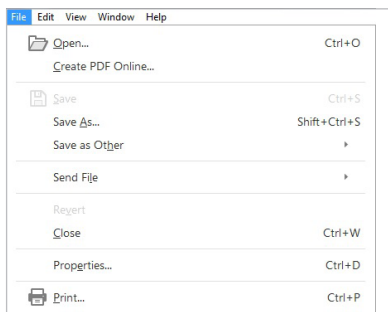 File Edit View Window Help
Open... Ctrl+O
Create PDF Online...
Save Ctrl+S
Save As... Shift+Ctrl+S
Save as Other
Send File
Revert
Close Ctrl+W
Properties... Ctrl+D
Print... Ctrl+P